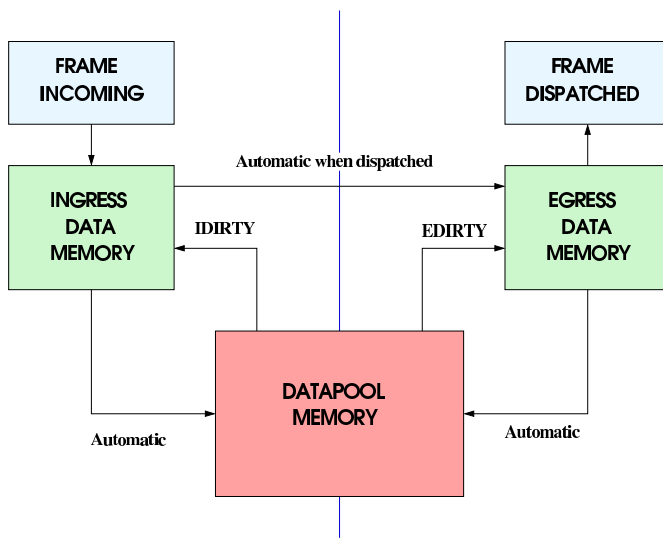 FRAME
INCOMING
FRAME
DISPATCHED
Automatic when dispatched
INGRESS
DATA
MEMORY
EGRESS
DATA
MEMORY
IDIRTY
EDIRTY
DATAPOOL
MEMORY
Automatic
Automatic